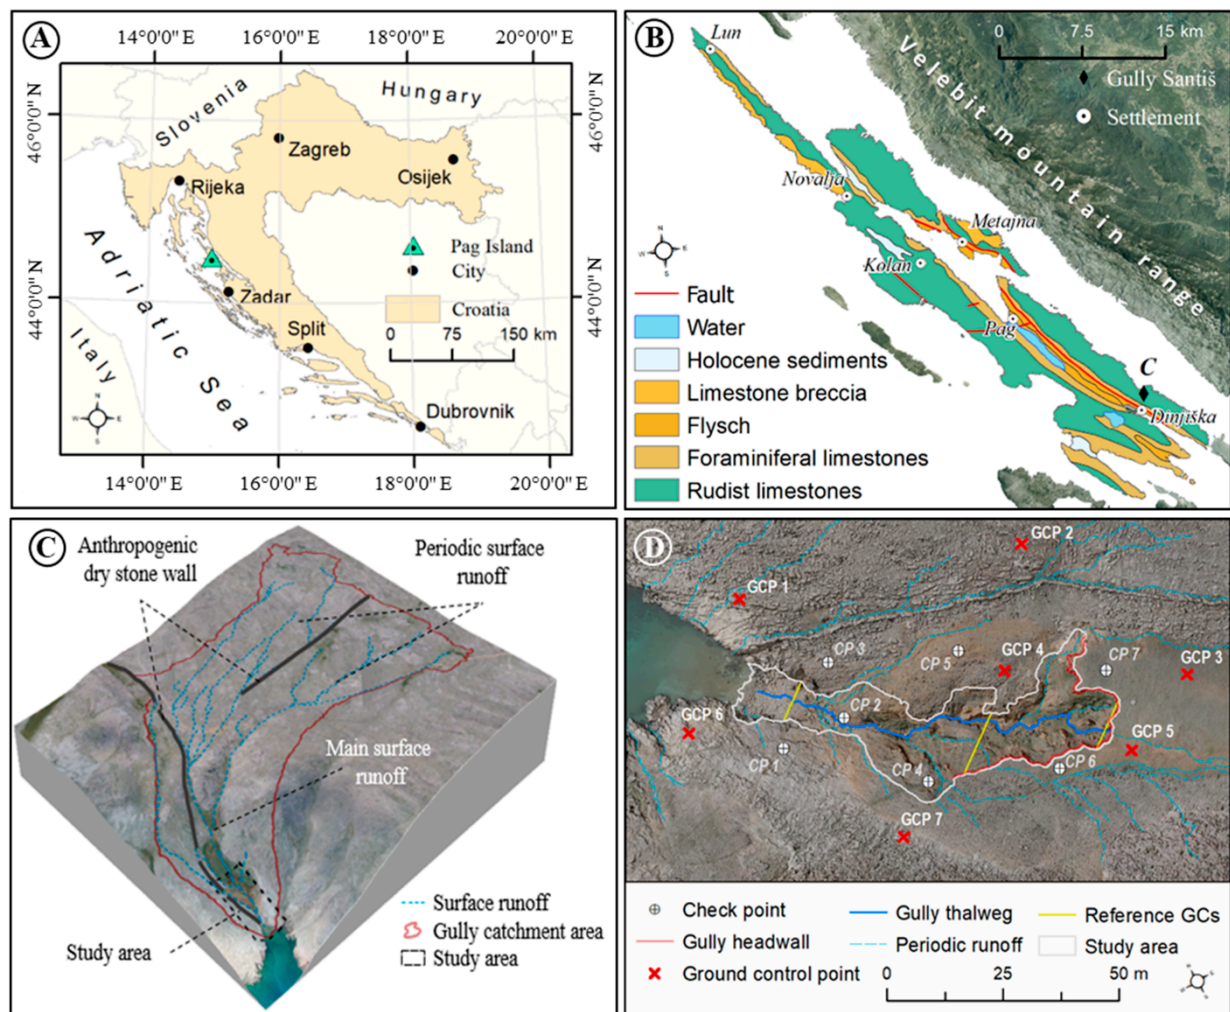 A
14°0'0" E
16°0'0" E
18°0'0" E
20°0'0" E
46°0'0" N
44°0'0" N
46°0'0" N
44°0'0" N
Slovenia
Hungary
Zagreb
Osijek
Rijeka
Adriatic Sea
Pag Island
City
Croatia
Zadar
0 75 150 km
Split
Italy
Dubrovnik
N
W E
S
14°0'0" E
16°0'0" E
18°0'0" E
20°0'0" E
B
Lun
0 7.5 15 km
Gully Santiš
Settlement
Velebit mountain range
Novalja
Metajna
N
W E
S
Kolan
Pag
C
Dinjiška
Fault
Water
Holocene sediments
Limestone breccia
Flysch
Foraminiferal limestones
Rudist limestones
C
Anthropogenic
dry stone wall
Periodic surface
runoff
Main surface
runoff
Study area
Surface runoff
Gully catchment area
Study area
D
GCP 2
GCP 1
CP 3
CP 5
GCP 4
CP 7
GCP 3
GCP 6
CP 2
GCP 5
CP 1
CP 4
CP 6
GCP 7
Check point
Gully thalweg
Reference GCs
Gully headwall
Periodic runoff
Study area
Ground control point
0 25 50 m